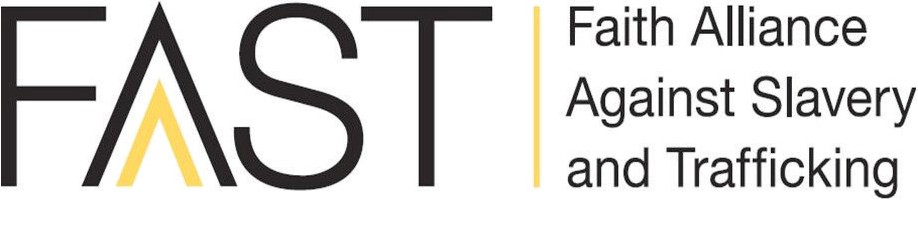 FAST
Faith Alliance
Against Slavery
and Trafficking